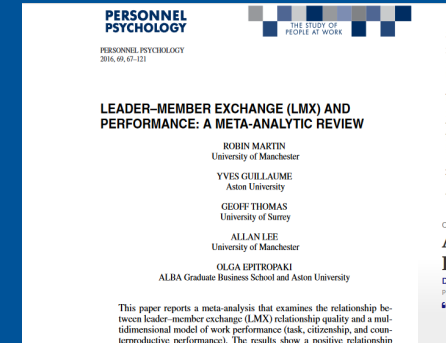 PERSONNEL
PSYCHOLOGY
THE STUDY OF
PEOPLE AT WORK
PERSONNEL PSYCHOLOGY
2016, 69, 67–121
LEADER–MEMBER EXCHANGE (LMX) AND
PERFORMANCE: A META-ANALYTIC REVIEW
ROBIN MARTIN
University of Manchester
YVES GUILLAUME
Aston University
GEOFF THOMAS
University of Surrey
ALLAN LEE
University of Manchester
OLGA EPITROPAKI
ALBA Graduate Business School and Aston University
This paper reports a meta-analysis that examines the relationship be-
tween leader–member exchange (LMX) relationship quality and a mul-
tidimensional model of work performance (task, citizenship, and coun-
terproductive performance). The results show a positive relationship